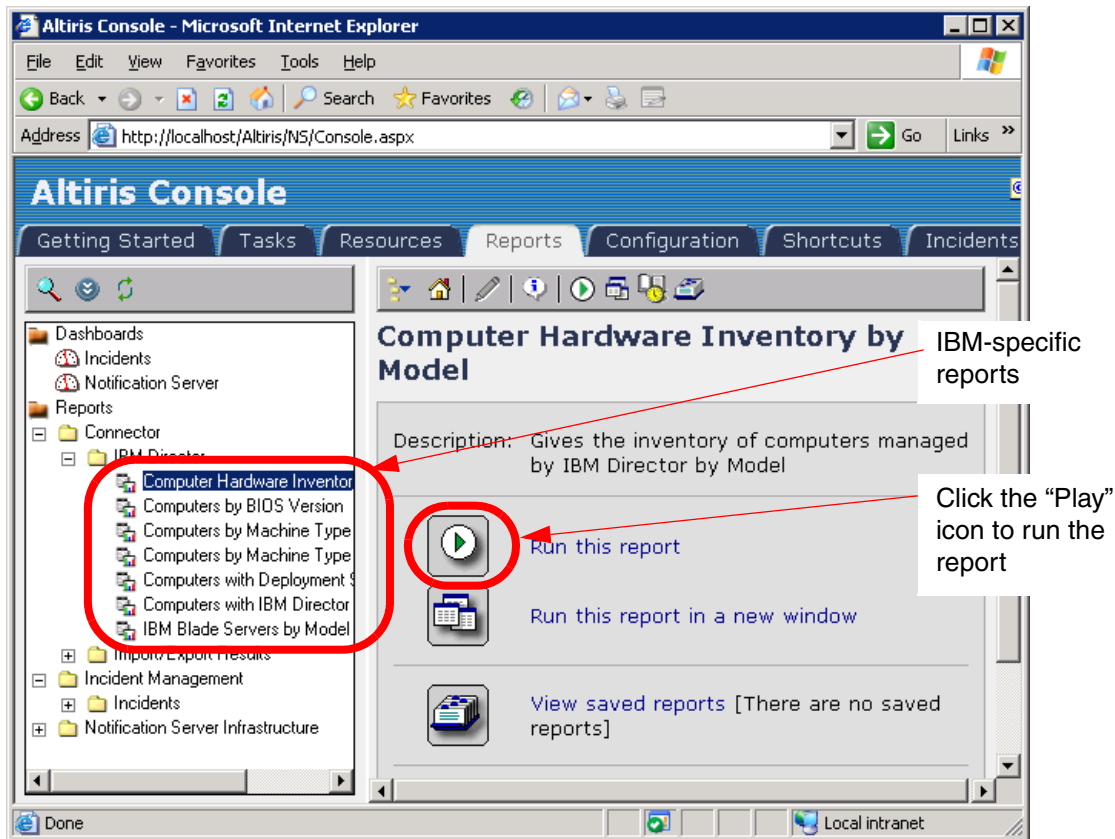 Altiris Console - Microsoft Internet Explorer
File Edit View Favorites Tools Help
Back Search Favorites
Address http://localhost/Altiris/NS/Console.aspx Go Links »
Altiris Console
Getting Started Tasks Resources Reports Configuration Shortcuts Incidents
Dashboards
Incidents
Notification Server
Reports
Connector
IBM Director
Computer Hardware Inventor
Computers by BIOS Version
Computers by Machine Type
Computers by Machine Type
Computers with Deployment S
Computers with IBM Director
IBM Blade Servers by Model
Import/Export Results
Incident Management
Incidents
Notification Server Infrastructure
Computer Hardware Inventory by
Model
Description: Gives the inventory of computers managed
by IBM Director by Model
Run this report
Run this report in a new window
View saved reports [There are no saved
reports]
IBM-specific
reports
Click the “Play”
icon to run the
report
Done Local intranet